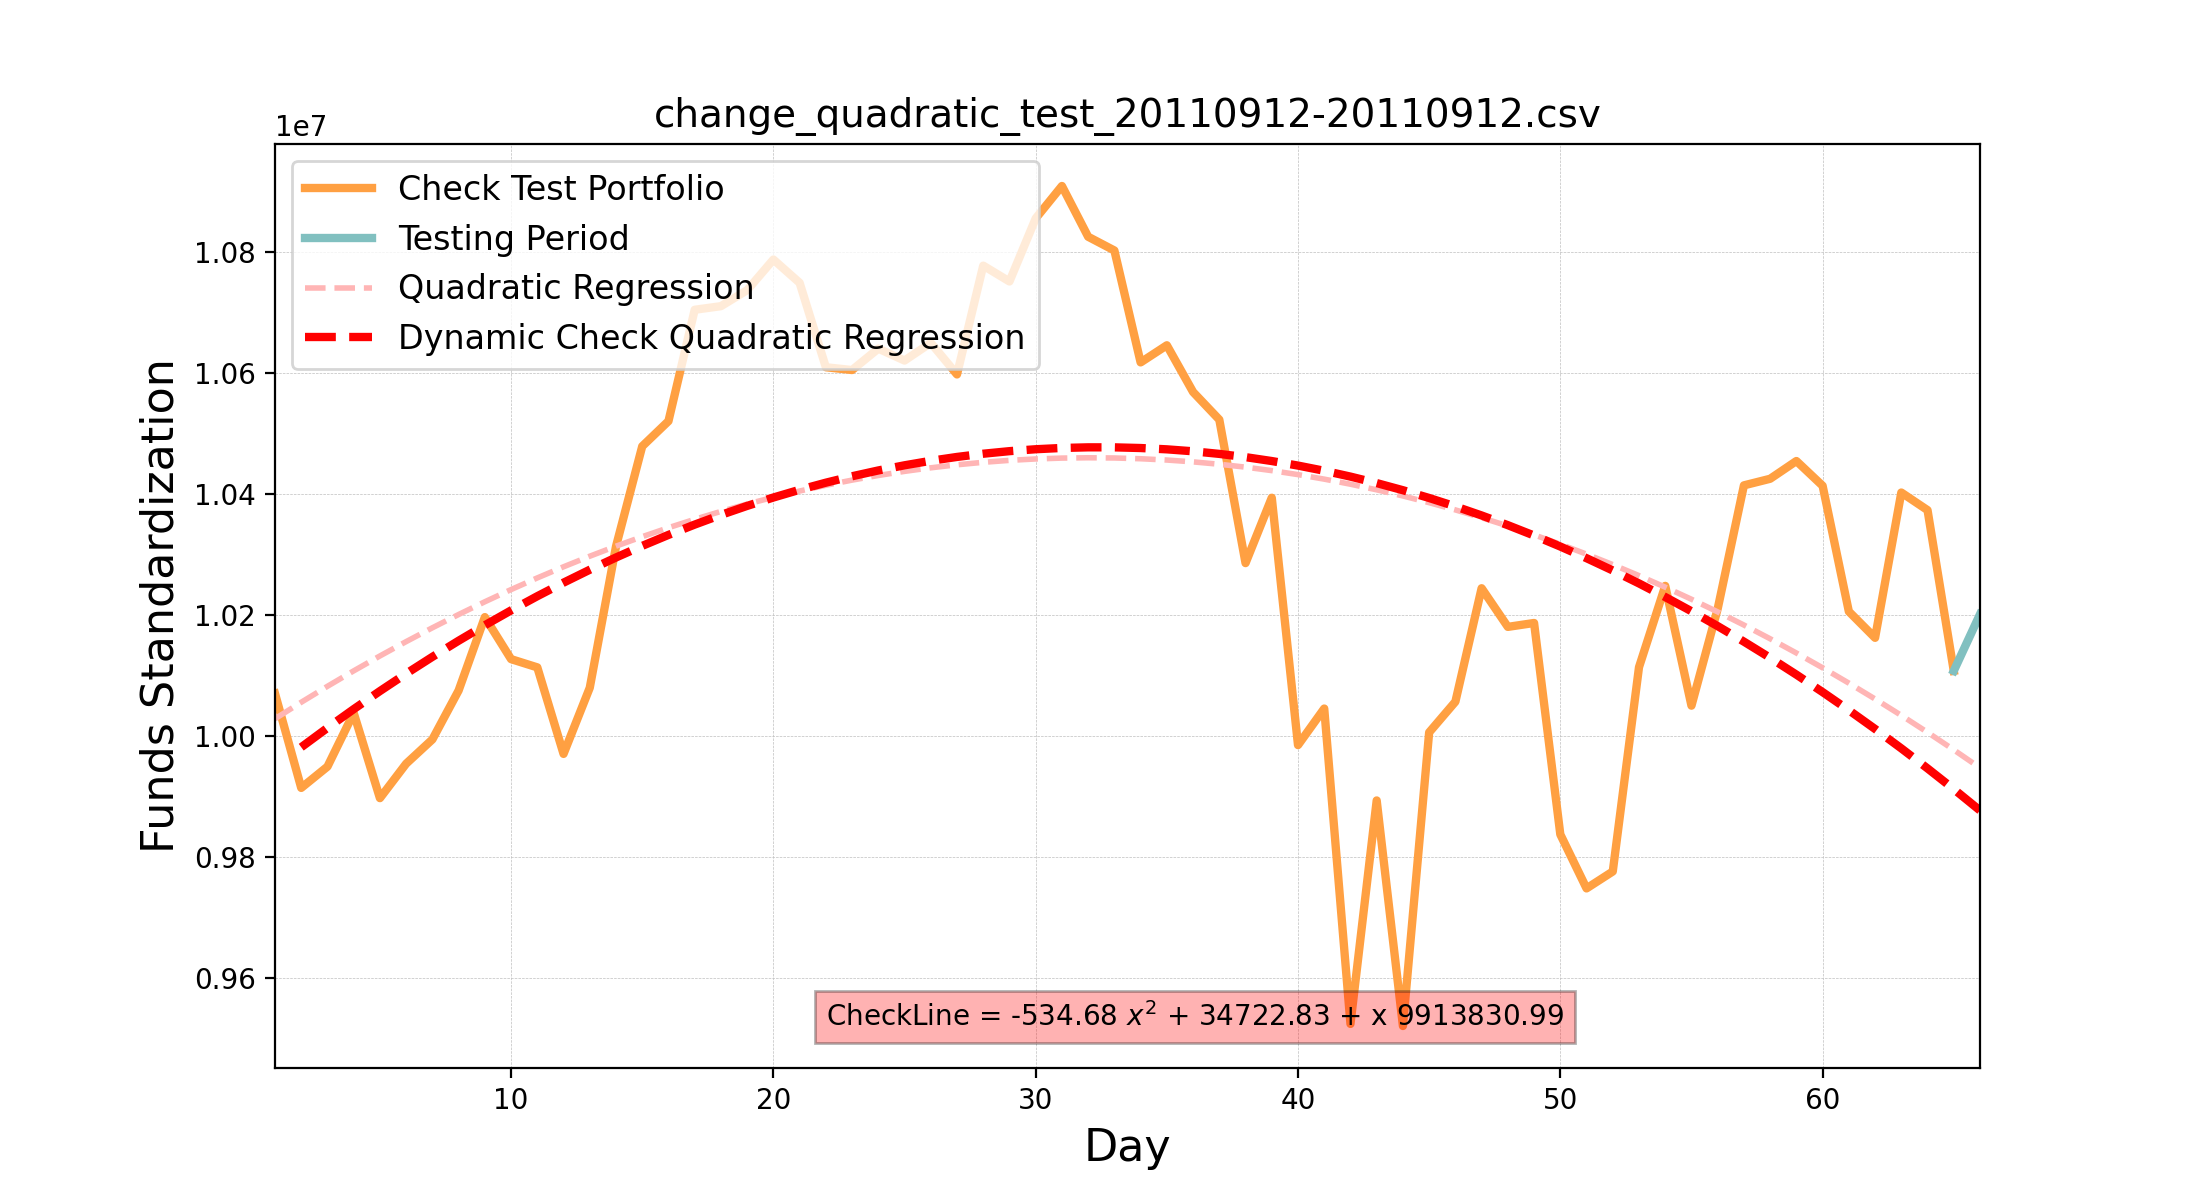 change_quadratic_test_20110912-20110912.csv
1e7
Check Test Portfolio
Testing Period
Quadratic Regression
Dynamic Check Quadratic Regression
Funds Standardization
1.08
1.06
1.04
1.02
1.00
0.98
0.96
CheckLine = -534.68 x² + 34722.83 + x 9913830.99
10 20 30 40 50 60
Day